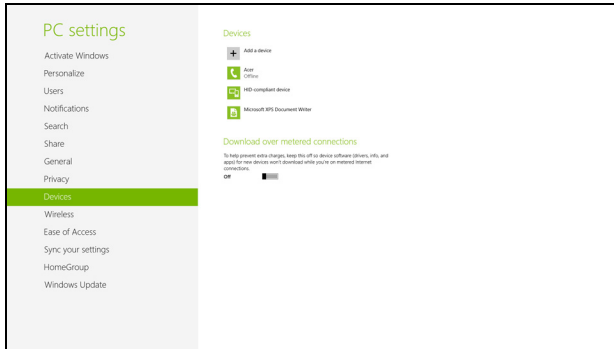 PC settings
Activate Windows
Personalize
Users
Notifications
Search
Share
General
Privacy
Devices
Wireless
Ease of Access
Sync your settings
HomeGroup
Windows Update
Devices
Add a device
Acer
Offline
HID-compliant device
Microsoft XPS Document Writer
Download over metered connections
To help prevent extra charges, keep this off so device software (drivers, info, and
apps) for new devices won't download while you're on metered Internet
connections.
Off